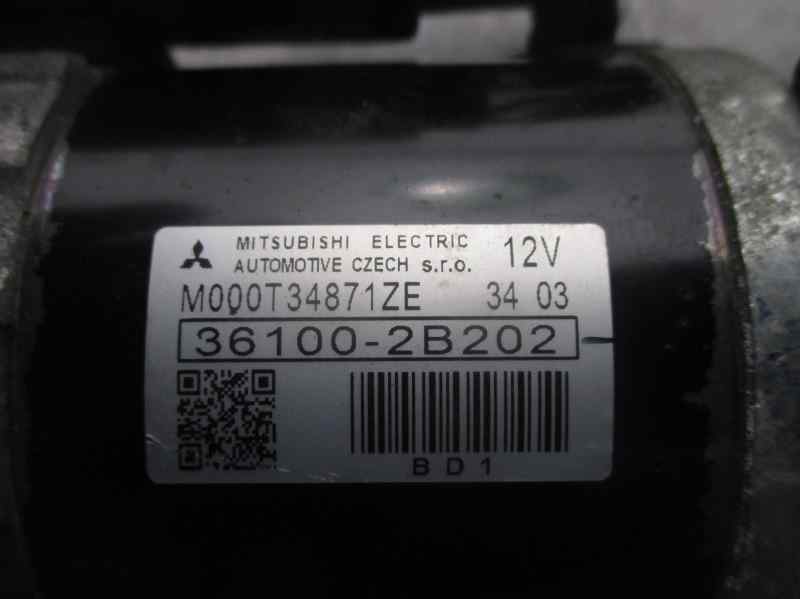 MITSUBISHI ELECTRIC 12V
AUTOMOTIVE CZECH s.r.o.
M000T34871ZE 34 03
36100-2B202
BD1